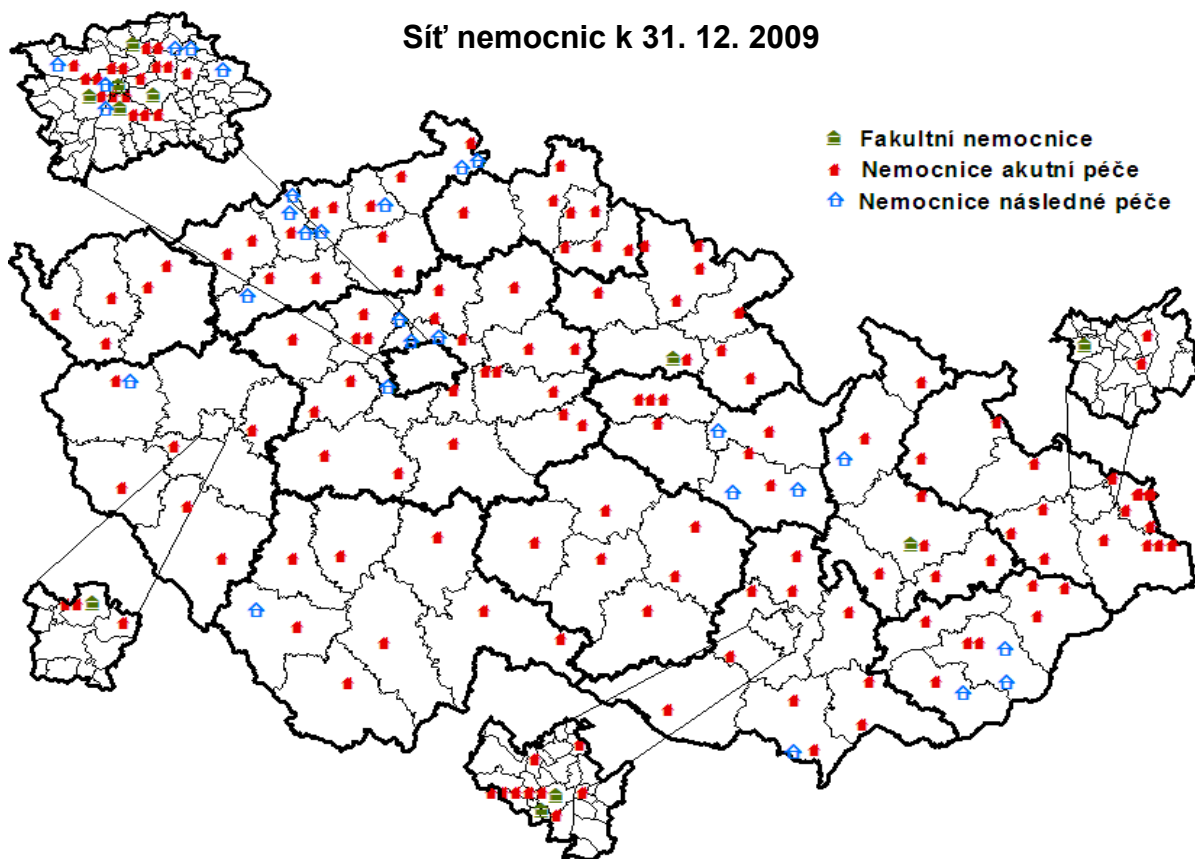 Síť nemocnic k 31. 12. 2009
Fakultní nemocnice
Nemocnice akutní péče
Nemocnice následné péče